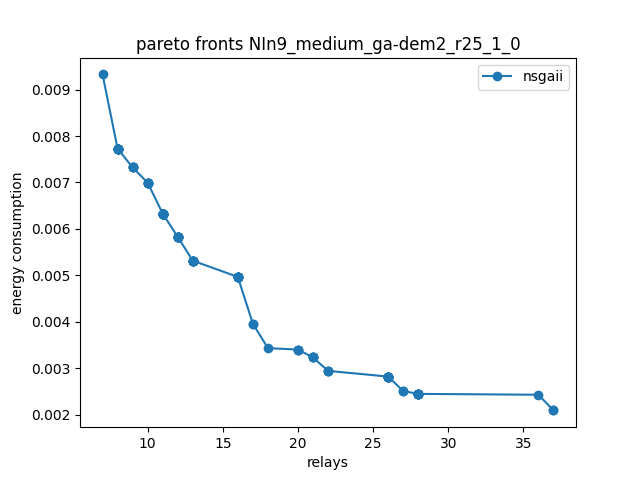 pareto fronts NIn9_medium_ga-dem2_r25_1_0
nsgaii
energy consumption
0.009
0.008
0.007
0.006
0.005
0.004
0.003
0.002
10 15 20 25 30 35
relays